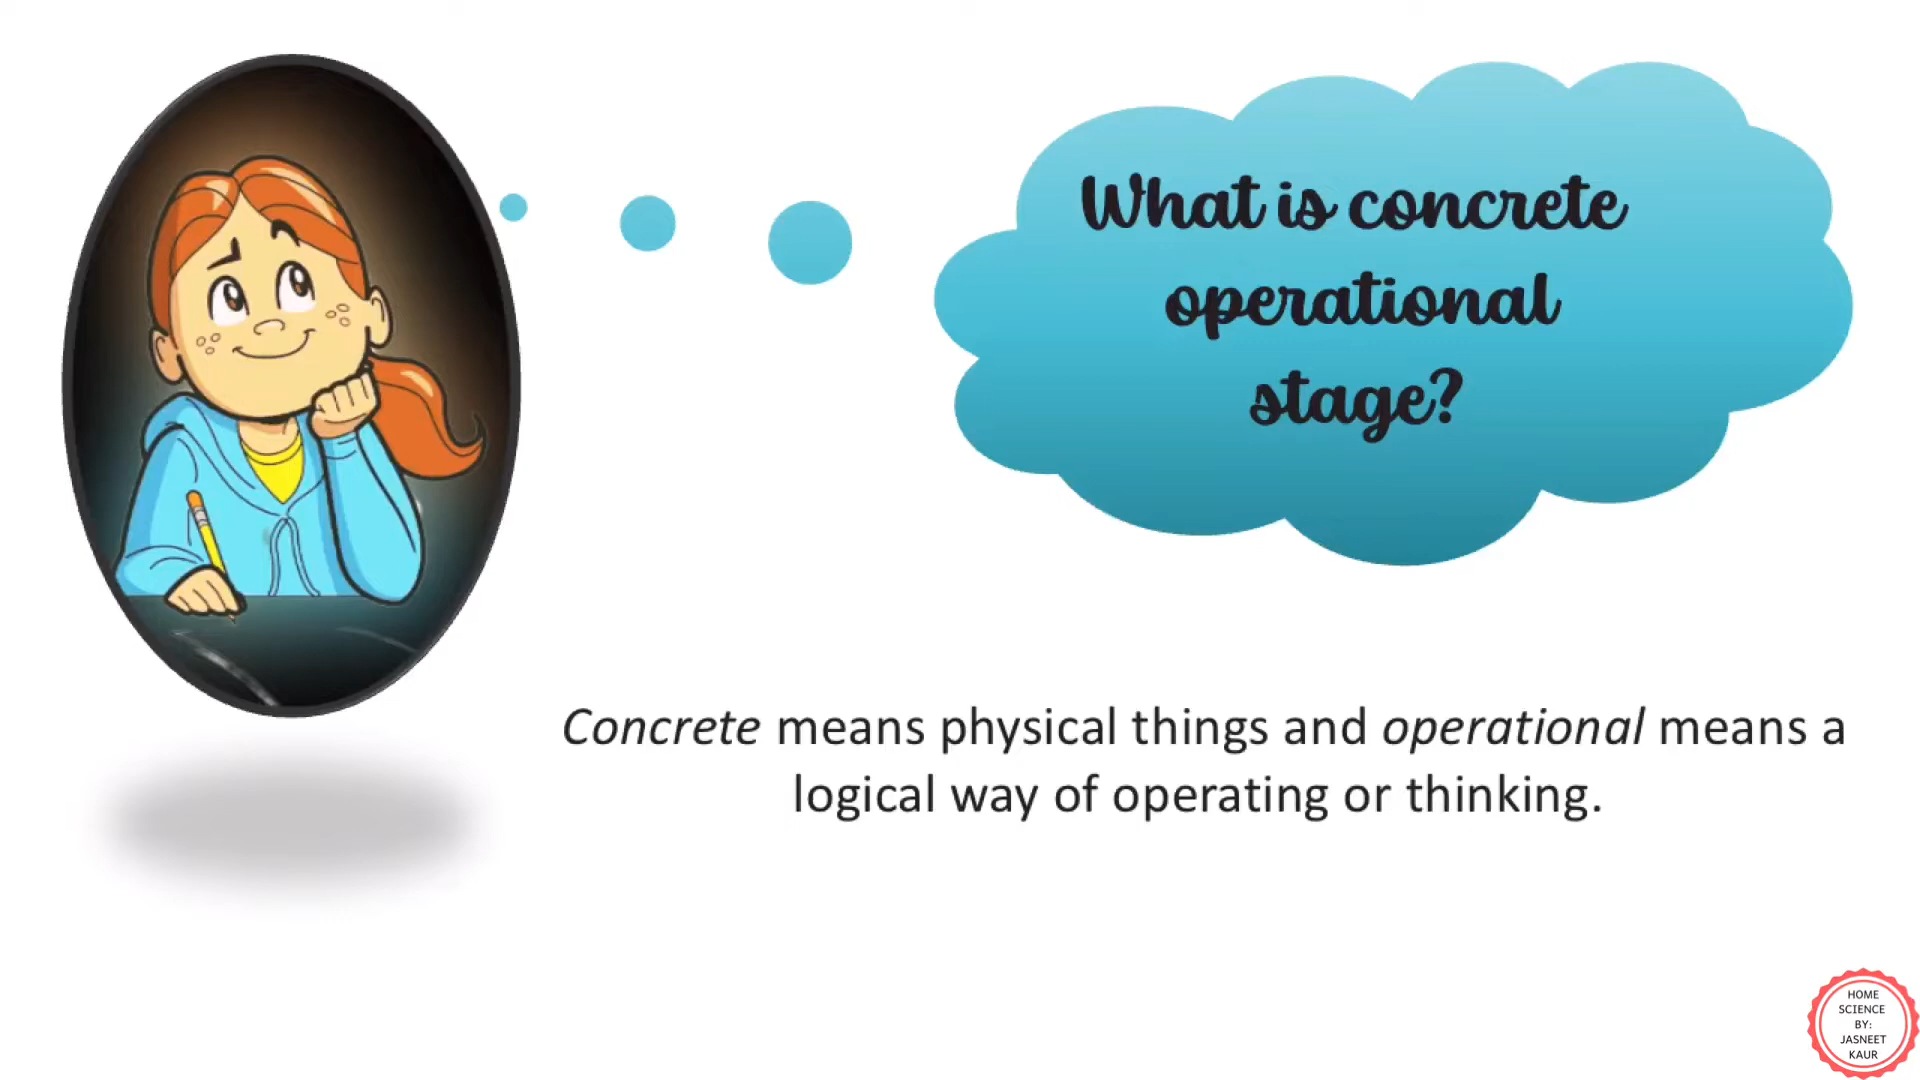 What is concrete
operational
stage?
Concrete means physical things and operational means a
logical way of operating or thinking.
HOME
SCIENCE
BY:
JASNEET
KAUR